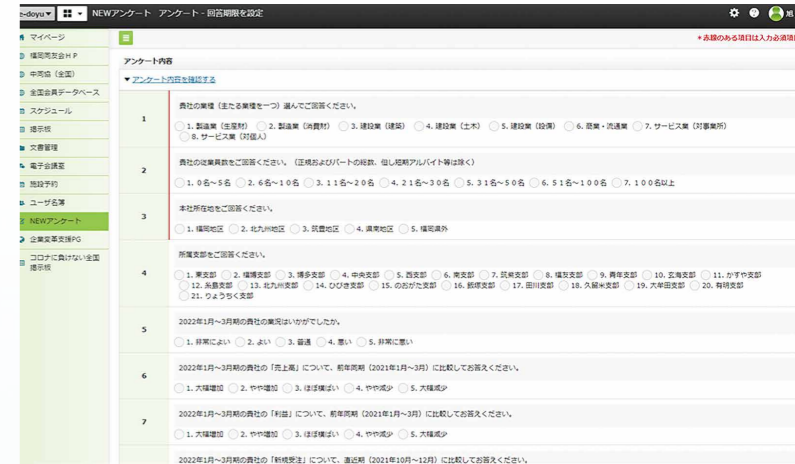 e-doyu▼ NEWアンケート アンケート - 回答期限を設定
マイページ
福岡同友会HP
中同協（全国）
全国会員データベース
スケジュール
掲示板
文書管理
電子会議室
施設予約
ユーザ名簿
NEWアンケート
企業変革支援PG
コロナに負けない全国
掲示板
*赤線のある項目は入力必須項目
アンケート内容
▼アンケート内容を確認する
1
貴社の業種（主たる業種を一つ）選んでご回答ください。
1. 製造業（生産財） 2. 製造業（消費財） 3. 建設業（建築） 4. 建設業（土木） 5. 建設業（設備） 6. 商業・流通業 7. サービス業（対事業所）
8. サービス業（対個人）
2
貴社の従業員数をご回答ください。（正規およびパートの総数、但し短期アルバイト等は除く）
1. 0名～5名 2. 6名～10名 3. 11名～20名 4. 21名～30名 5. 31名～50名 6. 51名～100名 7. 100名以上
3
本社所在地をご回答ください。
1. 福岡地区 2. 北九州地区 3. 筑豊地区 4. 県南地区 5. 福岡県外
4
所属支部をご回答ください。
1. 東支部 2. 福博支部 3. 博多支部 4. 中央支部 5. 西支部 6. 南支部 7. 筑紫支部 8. 福友支部 9. 青年支部 10. 玄海支部 11. かすや支部
12. 糸島支部 13. 北九州支部 14. ひびき支部 15. のおがた支部 16. 飯塚支部 17. 田川支部 18. 久留米支部 19. 大牟田支部 20. 有明支部
21. りょうちく支部
5
2022年1月～3月期の貴社の業況はいかがでしたか。
1. 非常によい 2. よい 3. 普通 4. 悪い 5. 非常に悪い
6
2022年1月～3月期の貴社の「売上高」について、前年同期（2021年1月～3月）に比較してお答えください。
1. 大幅増加 2. やや増加 3. ほぼ横ばい 4. やや減少 5. 大幅減少
7
2022年1月～3月期の貴社の「利益」について、前年同期（2021年1月～3月）に比較してお答えください。
1. 大幅増加 2. やや増加 3. ほぼ横ばい 4. やや減少 5. 大幅減少
2022年1月～3月期の貴社の「新規受注」について、直近期（2021年10月～12月）に比較してお答えください。